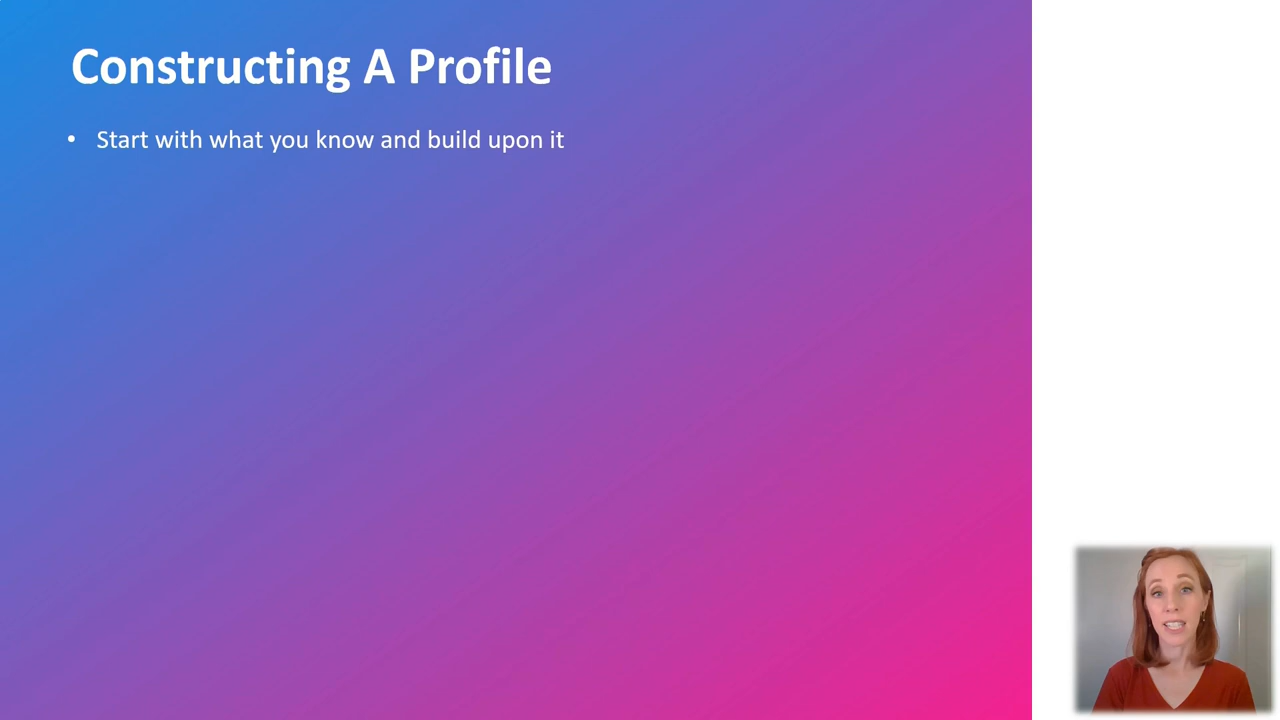 Constructing A Profile
• Start with what you know and build upon it